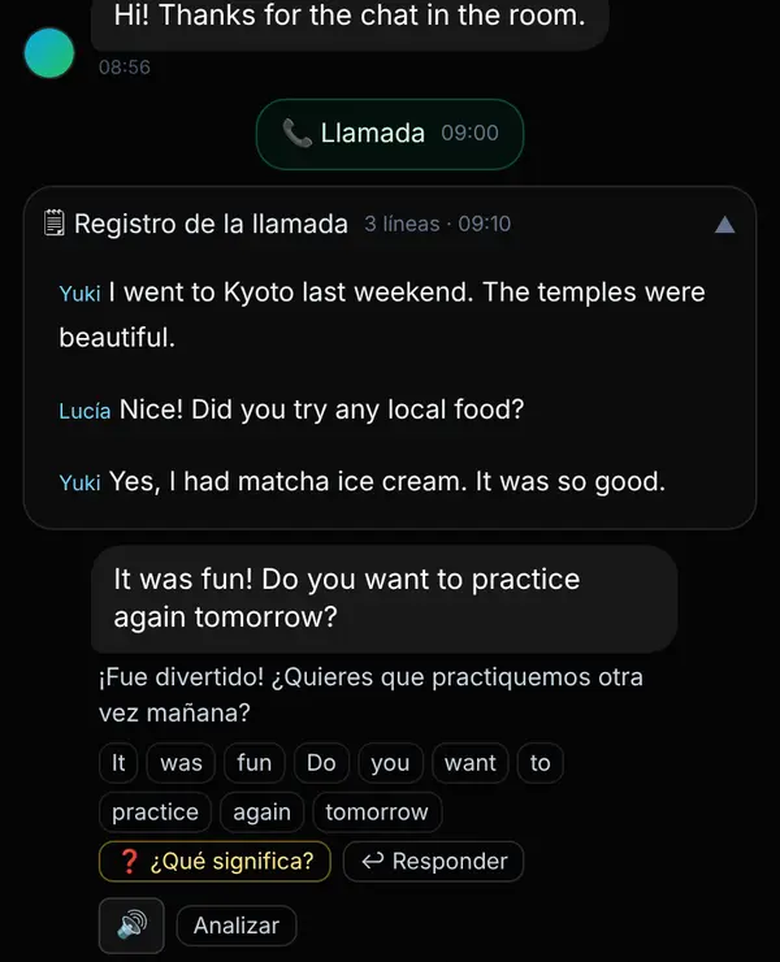 Hi! Thanks for the chat in the room.
08:56
Llamada 09:00
Registro de la llamada 3 líneas · 09:10
Yuki I went to Kyoto last weekend. The temples were
beautiful.
Lucía Nice! Did you try any local food?
Yuki Yes, I had matcha ice cream. It was so good.
It was fun! Do you want to practice
again tomorrow?
¡Fue divertido! ¿Quieres que practiquemos otra
vez mañana?
It was fun Do you want to
practice again tomorrow
❓ ¿Qué significa? ↩ Responder
Analizar